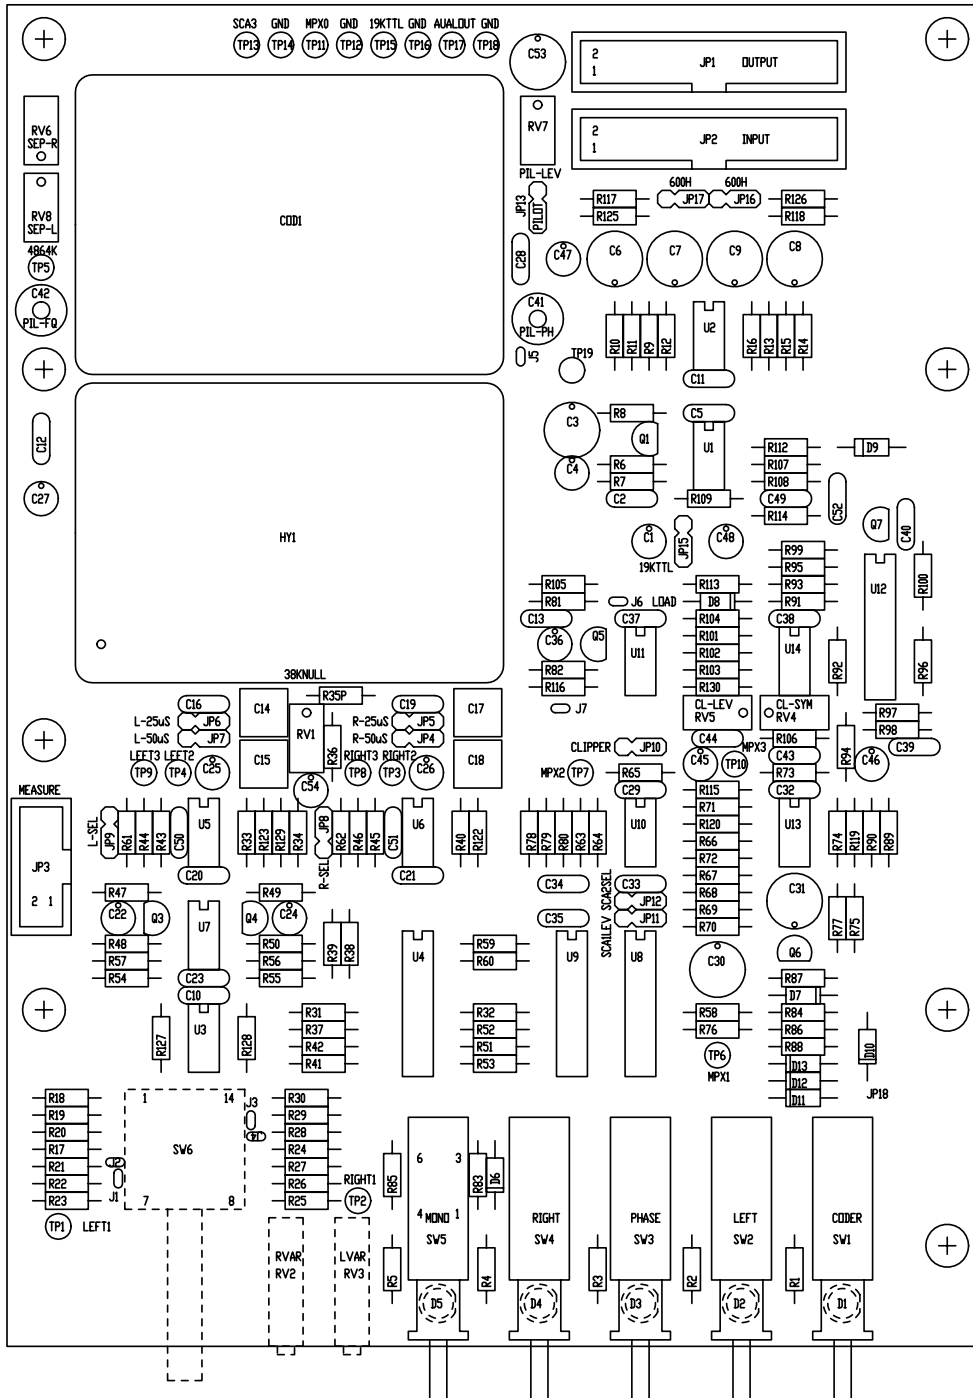 SCA3 GND MPX0 GND 19KTTL GND AUALOUT GND
TP13 TP14 TP11 TP12 TP15 TP16 TP17 TP18
C53
2
1
JP1 OUTPUT
RV6
SEP-R
RV7
PIL-LEV
2
1
JP2 INPUT
RV8
SEP-L
4864K
TP5
C42
PIL-FQ
COD1
JP13
PILOT
C28
C47
C41
PIL-PH
J5
TP19
600H 600H
R117 JP17 JP16 R126
R125 R118
C6 C7 C9 C8
R10 R11 R9 R12 U2 R16 R13 R15 R14
C11
C12
C27
C3
C4
R8 C5
Q1 U1
R6
R7
C2 R109
R112 D9
R107
R108
C49
R114
C52
Q7
C40
HY1
38KNULL
C1 JP15 C48
19KTTL
R99
R95
R93
R91
U12
R100
R105
R81
J6 LOAD
R113
D8
C13 C37 R104 C38
C36 Q5 U11 R101 U14
R102
R82 R103
R116 R130
R92
R96
J7
CL-LEV
RV5
CL-SYM
RV4
R97
R98
C39
R35P
C16 C14 C19 C17
L-25uS JP6 R-25uS JP5
L-50uS JP7 R-50uS JP4
RV1
R36
LEFT3 LEFT2
TP9 TP4 C25 C15
RIGHT3 RIGHT2
TP8 TP3 C26 C18
C54
CLIPPER JP10
C44 MPX3 R106
C43
R94
C46
MPX2 TP7 R65 C45 TP10 R73
C29 R115 C32
MEASURE
JP3
2 1
L-SEL
JP9 R61 R44 R43 C50 U5 R33 R123 R129 R34
JP8
R-SEL
R62 R46 R45 C51 U6 R40 R122
R78 R79 R80 R63 R64 U10
R71
R120
R66
R72
R67
R68
R69
R70
U13
R74 R119 R90 R89
C20 C21
C34 C33
SCA2SEL JP12
C35 SCA1LEV JP11
C31
R77 R75
R47 R49
C22 Q3 U7 Q4 C24
R48 R50
R57 R56
R54 R55
C23
C10
R39 R38
U4
R59
R60
U9 U8
C30
Q6
R87
D7
R127 U3 R128
R31
R37
R42
R41
R32
R52
R51
R53
R58
R76
TP6
MPX1
R84
R86
R88
D13
D12
D11
D10
JP18
R18
R19
R20
R17
R21
R22
R23
TP1 LEFT1
J2
J1
1 14
SW6
7 8
J3
J4
R30
R29
R28
R24
R27
R26
R25
RIGHT1
TP2
R85
6 3
4 MONO 1
SW5
R83
D6
RIGHT
SW4
PHASE
SW3
LEFT
SW2
CODER
SW1
RVAR
RV2
LVAR
RV3
R5 R4 R3 R2 R1
D5 D4 D3 D2 D1